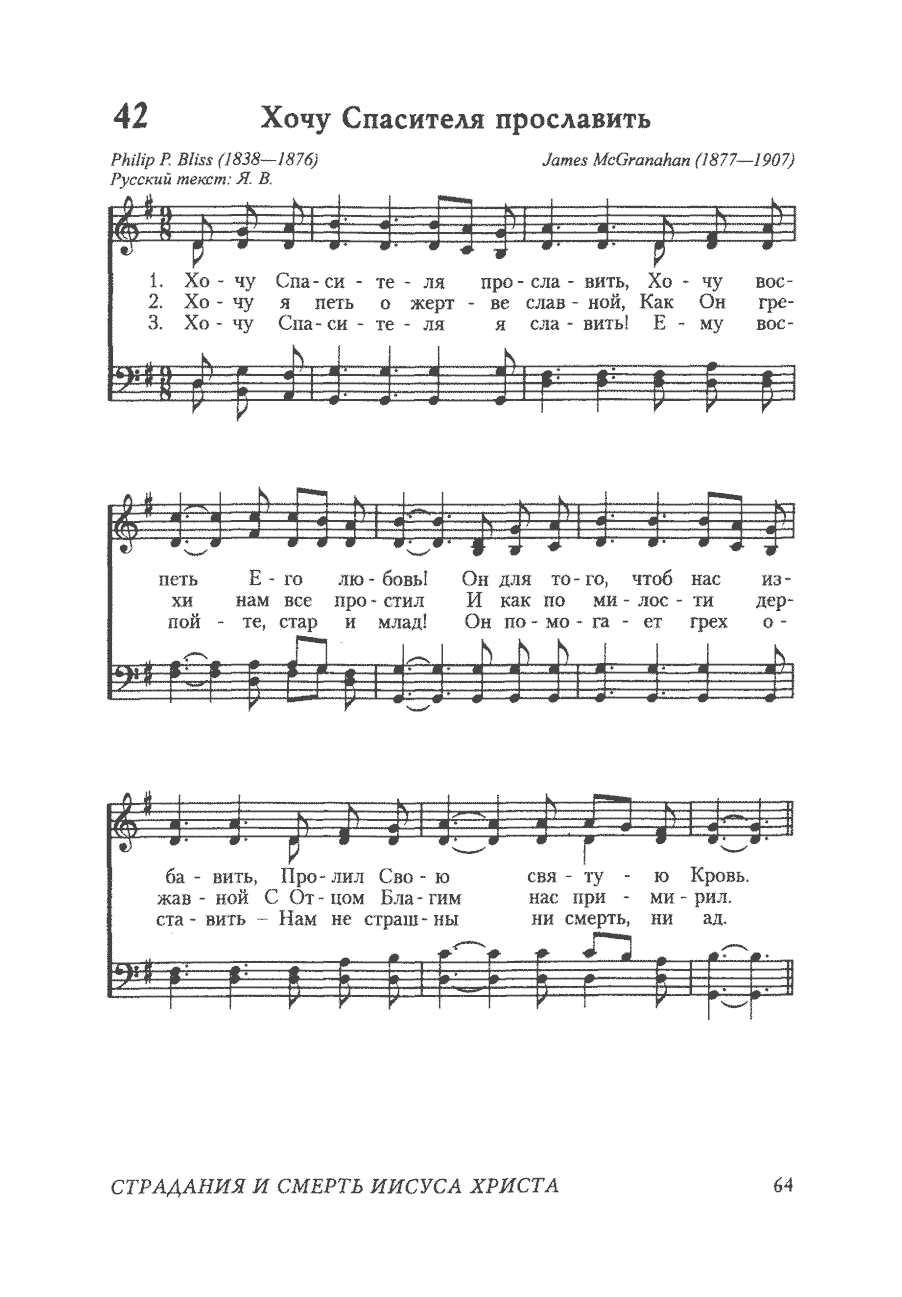 42 Хочу Спасителя прославить
Philip P. Bliss (1838—1876) James McGranahan (1877—1907)
Русский текст: Я. В.
1. Хо - чу Спа - си - те - ля про - сла - вить, Хо - чу вос-
2. Хо - чу я петь о жерт - ве слав - ной, Как Он гре-
3. Хо - чу Спа - си - те - ля я сла - вить! Е - му вос-
петь Е - го лю - бовь! Он для то - го, чтоб нас из-
хи нам все про - стил И как по ми - лос - ти дер-
пой - те, стар и млад! Он по - мо - га - ет грех о -
ба - вить, Про - лил Сво - ю свя - ту - ю Кровь.
жав - ной С От - цом Бла - гим нас при - ми - рил.
ста - вить – Нам не страш - ны ни смерть, ни ад.
СТРАДАНИЯ И СМЕРТЬ ИИСУСА ХРИСТА 64